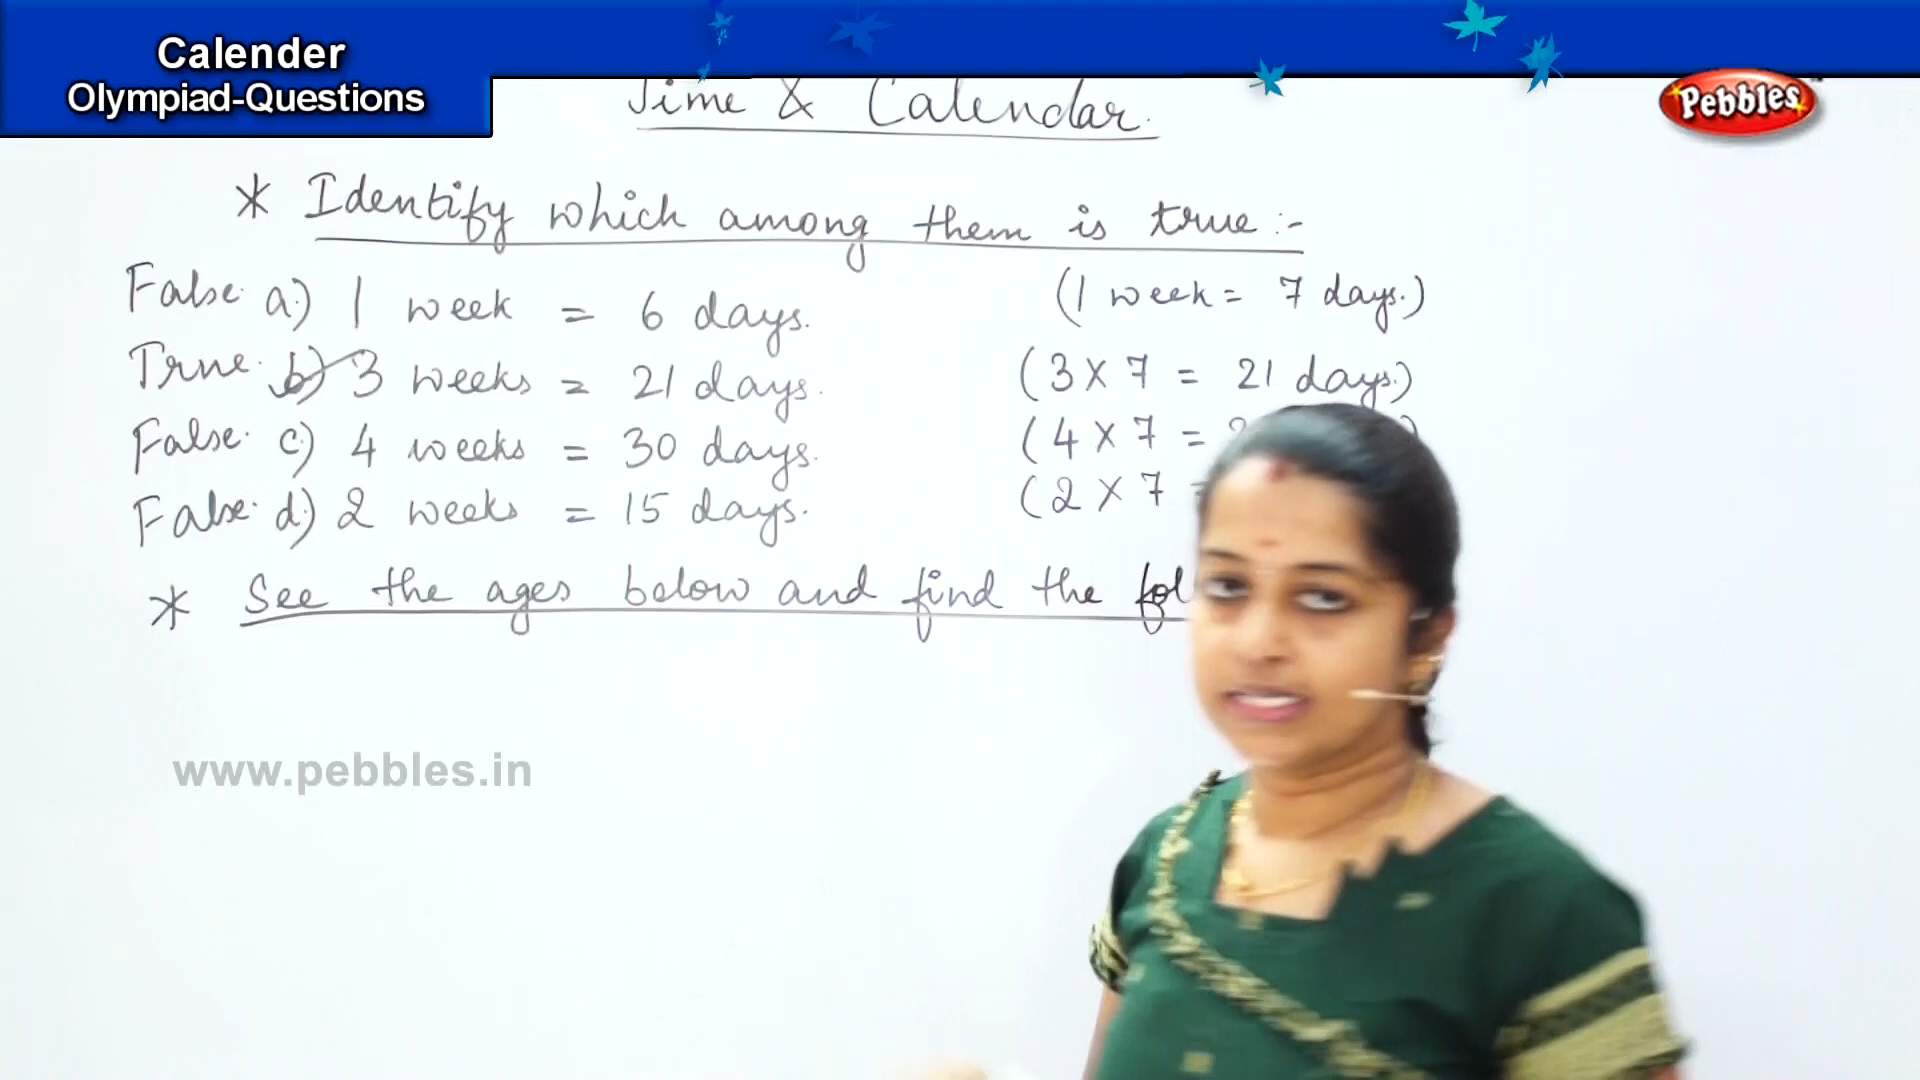 Calender
Olympiad-Questions
Pebbles
Time & Calendar.
* Identify which among them is true :-
False. a.) 1 week = 6 days. (1 week = 7 days.)
True. b) 3 weeks = 21 days. (3 x 7 = 21 days.)
False. c) 4 weeks = 30 days. (4 x 7 =
False. d.) 2 weeks = 15 days. (2 x 7
* See the ages below and find the
www.pebbles.in